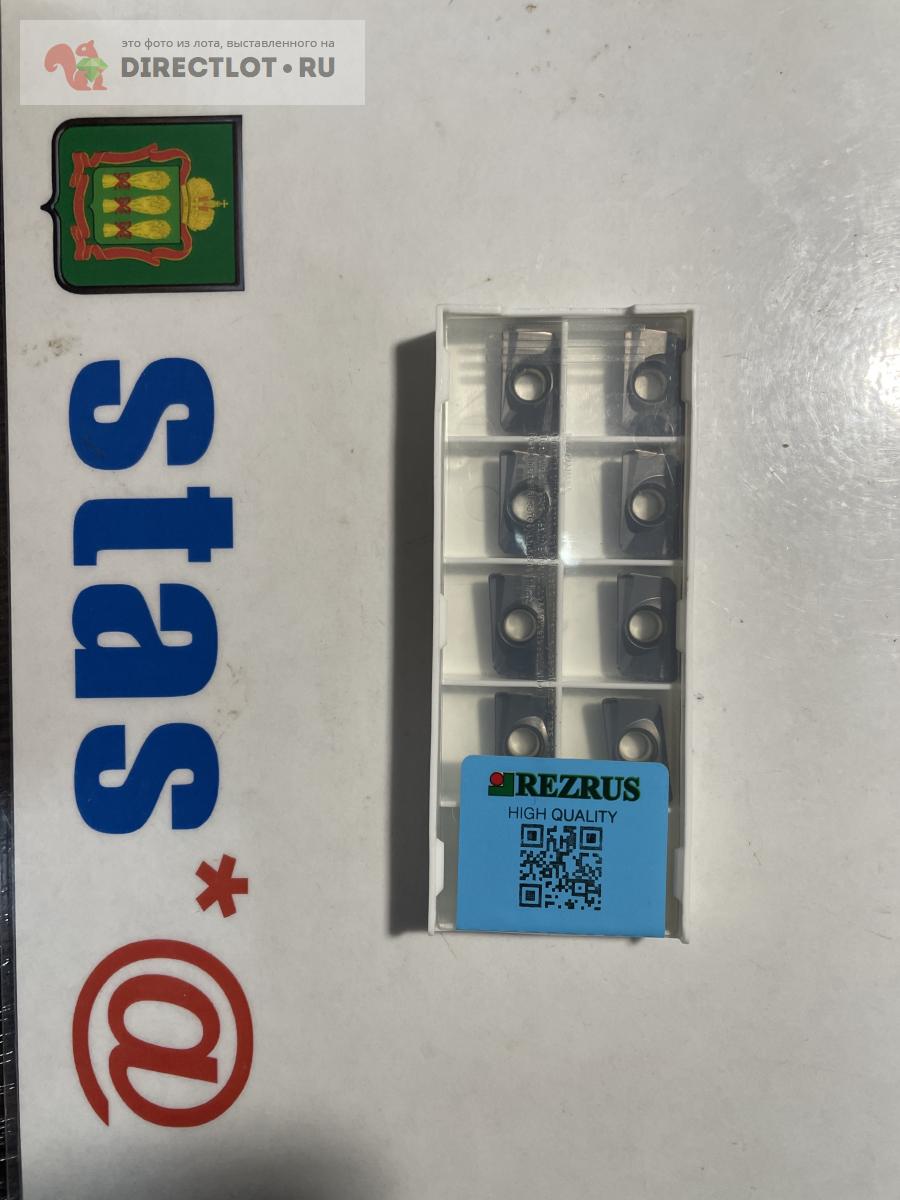 это фото из лота, выставленного на
DIRECTLOT•RU
stas*@
REZRUS
HIGH QUALITY